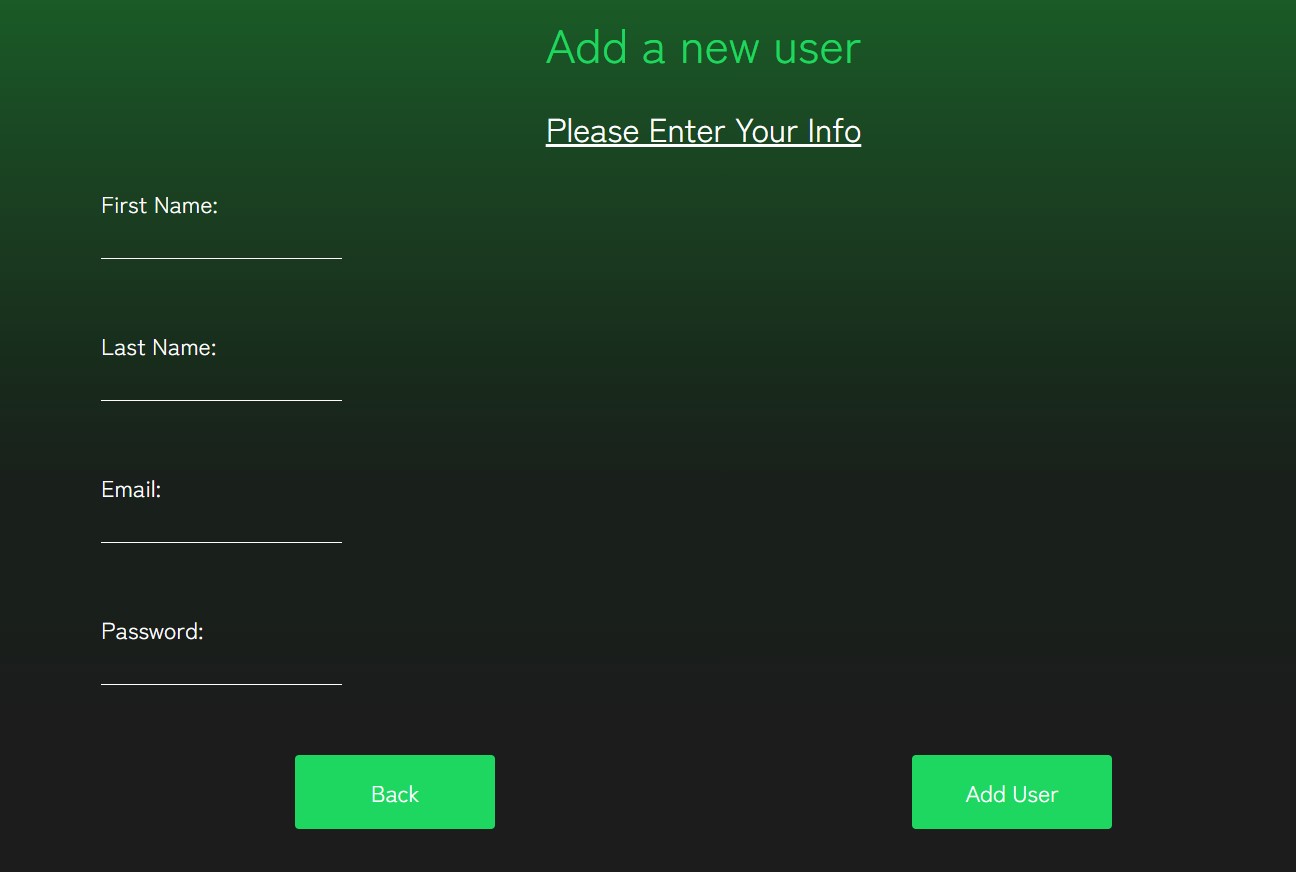 Add a new user
Please Enter Your Info
First Name:
Last Name:
Email:
Password:
Back
Add User